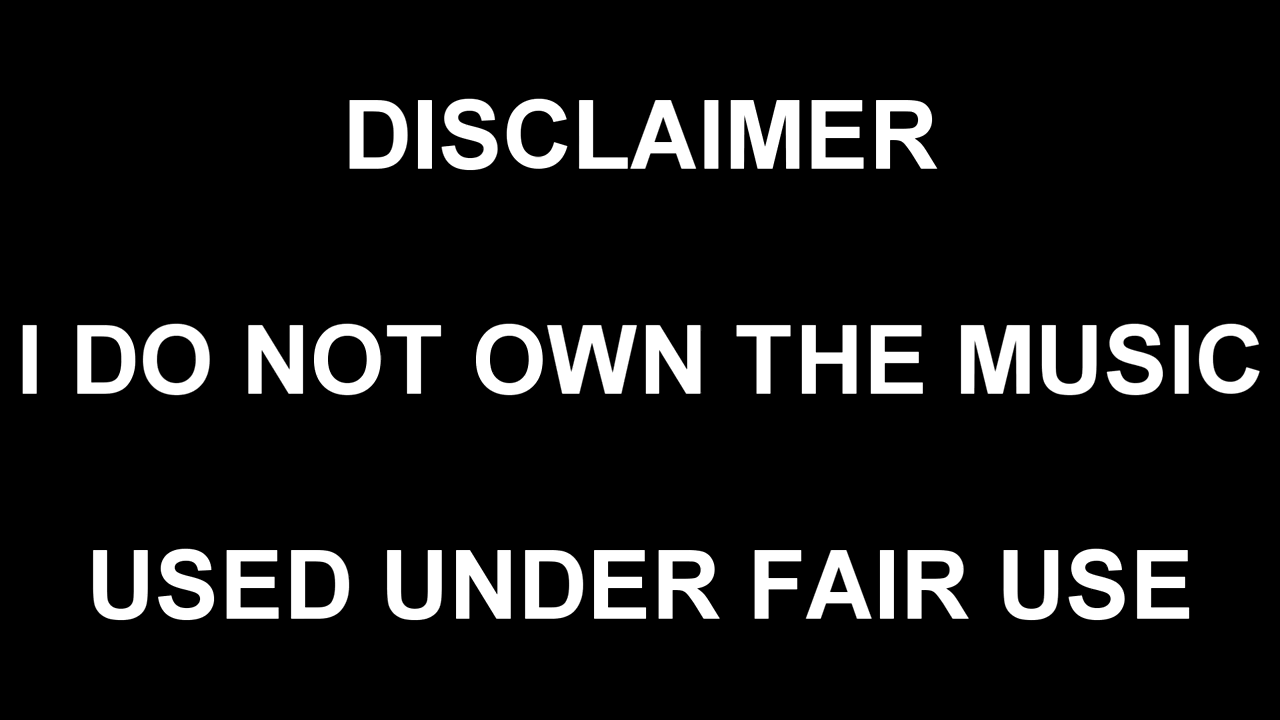 DISCLAIMER
I DO NOT OWN THE MUSIC
USED UNDER FAIR USE